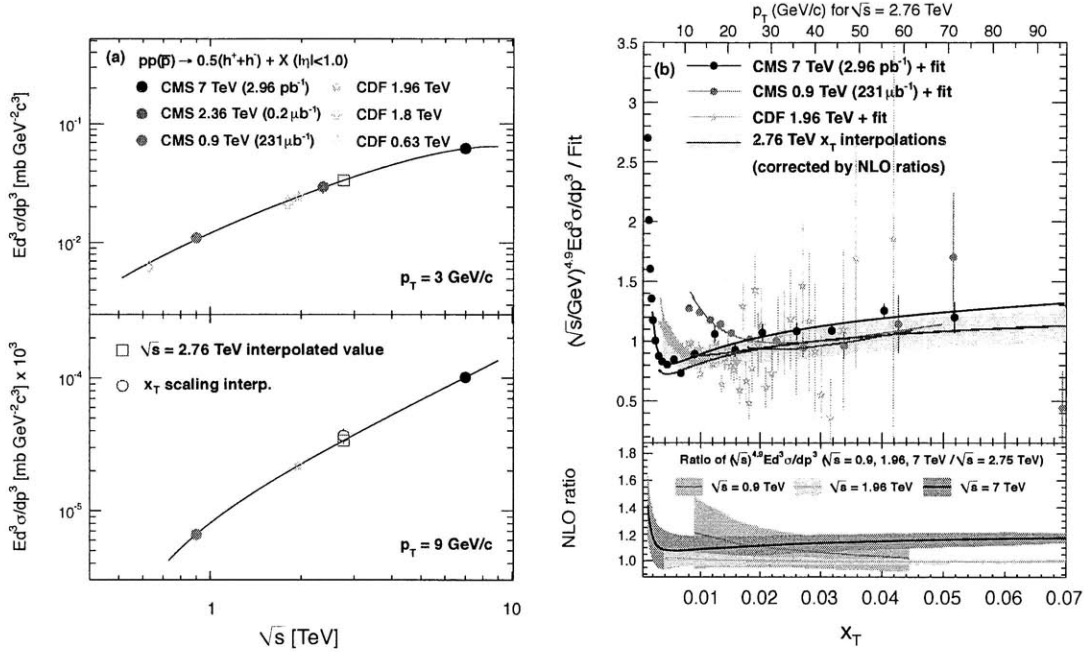 (a) pp(p̅) → 0.5(h⁺+h⁻) + X (|η|<1.0)
CMS 7 TeV (2.96 pb⁻¹)
CMS 2.36 TeV (0.2μb⁻¹)
CMS 0.9 TeV (231μb⁻¹)
CDF 1.96 TeV
CDF 1.8 TeV
CDF 0.63 TeV
Ed³σ/dp³ [mb GeV⁻²c³]
10⁻¹
10⁻²
p_T = 3 GeV/c
√s = 2.76 TeV interpolated value
x_T scaling interp.
Ed³σ/dp³ [mb GeV⁻²c³] x 10³
10⁻⁴
10⁻⁵
p_T = 9 GeV/c
1 10
√s [TeV]
p_T (GeV/c) for √s = 2.76 TeV
0 10 20 30 40 50 60 70 80 90
(b)
CMS 7 TeV (2.96 pb⁻¹) + fit
CMS 0.9 TeV (231μb⁻¹) + fit
CDF 1.96 TeV + fit
2.76 TeV x_T interpolations
(corrected by NLO ratios)
(√s/GeV)^4.9 Ed³σ/dp³ / Fit
3.5
3
2.5
2
1.5
1
0.5
Ratio of (√s)^4.9 Ed³σ/dp³ (√s = 0.9, 1.96, 7 TeV / √s = 2.75 TeV)
√s = 0.9 TeV
√s = 1.96 TeV
√s = 7 TeV
NLO ratio
1.8
1.6
1.4
1.2
1.0
0.01 0.02 0.03 0.04 0.05 0.06 0.07
x_T